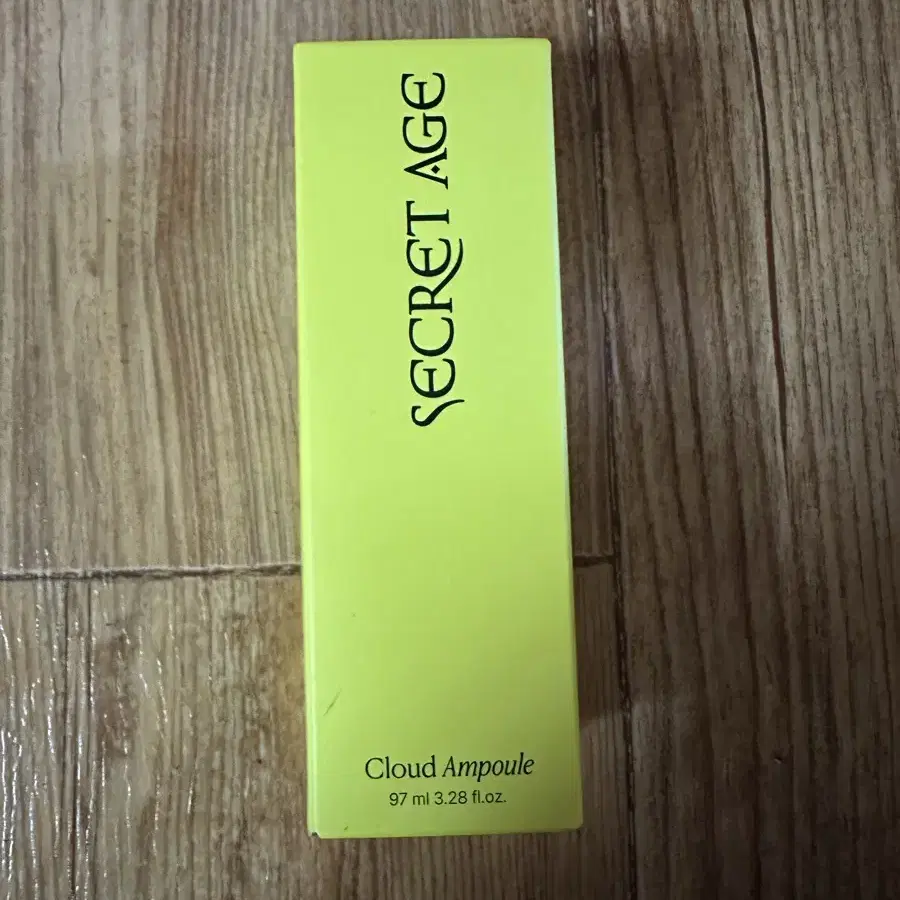 SECRET AGE
Cloud Ampoule
97 ml 3.28 fl.oz.